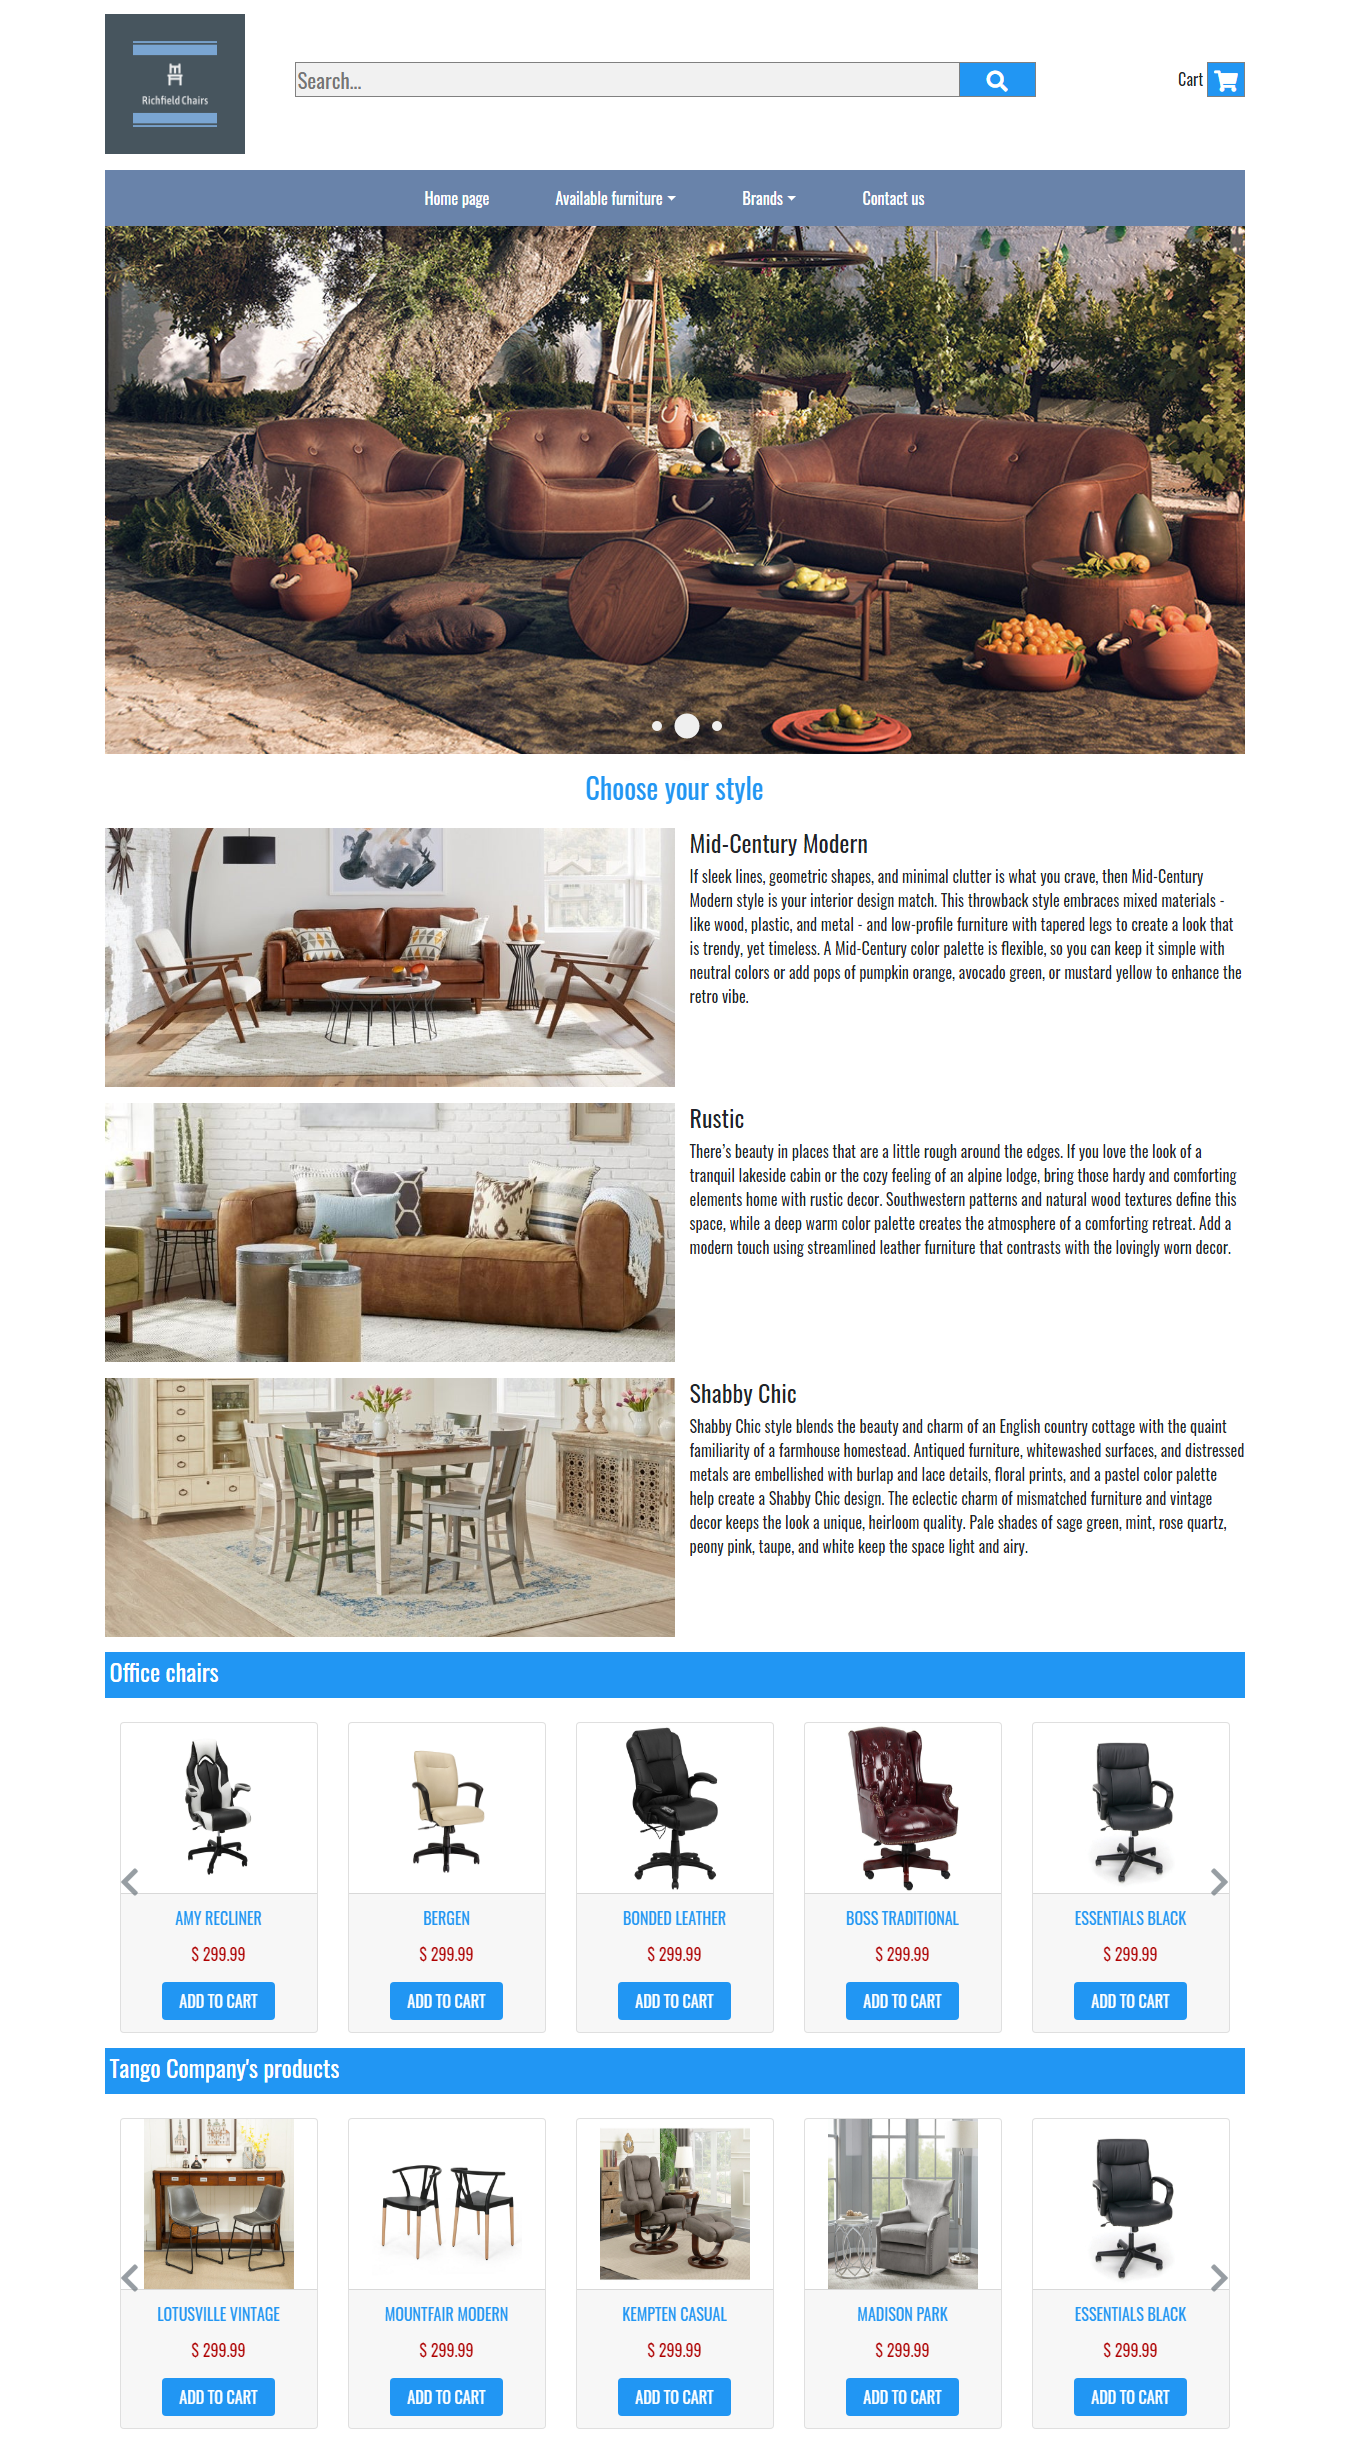 Richfield Chairs
Search...
Cart
Home page
Available furniture
Brands
Contact us
Choose your style
Mid-Century Modern
If sleek lines, geometric shapes, and minimal clutter is what you crave, then Mid-Century
Modern style is your interior design match. This throwback style embraces mixed materials -
like wood, plastic, and metal - and low-profile furniture with tapered legs to create a look that
is trendy, yet timeless. A Mid-Century color palette is flexible, so you can keep it simple with
neutral colors or add pops of pumpkin orange, avocado green, or mustard yellow to enhance the
retro vibe.
Rustic
There's beauty in places that are a little rough around the edges. If you love the look of a
tranquil lakeside cabin or the cozy feeling of an alpine lodge, bring those hardy and comforting
elements home with rustic decor. Southwestern patterns and natural wood textures define this
space, while a deep warm color palette creates the atmosphere of a comforting retreat. Add a
modern touch using streamlined leather furniture that contrasts with the lovingly worn decor.
Shabby Chic
Shabby Chic style blends the beauty and charm of an English country cottage with the quaint
familiarity of a farmhouse homestead. Antiqued furniture, whitewashed surfaces, and distressed
metals are embellished with burlap and lace details, floral prints, and a pastel color palette
help create a Shabby Chic design. The eclectic charm of mismatched furniture and vintage
decor keeps the look a unique, heirloom quality. Pale shades of sage green, mint, rose quartz,
peony pink, taupe, and white keep the space light and airy.
Office chairs
AMY RECLINER
$ 299.99
ADD TO CART
BERGEN
$ 299.99
ADD TO CART
BONDED LEATHER
$ 299.99
ADD TO CART
BOSS TRADITIONAL
$ 299.99
ADD TO CART
ESSENTIALS BLACK
$ 299.99
ADD TO CART
Tango Company's products
LOTUSVILLE VINTAGE
$ 299.99
ADD TO CART
MOUNTFAIR MODERN
$ 299.99
ADD TO CART
KEMPTEN CASUAL
$ 299.99
ADD TO CART
MADISON PARK
$ 299.99
ADD TO CART
ESSENTIALS BLACK
$ 299.99
ADD TO CART